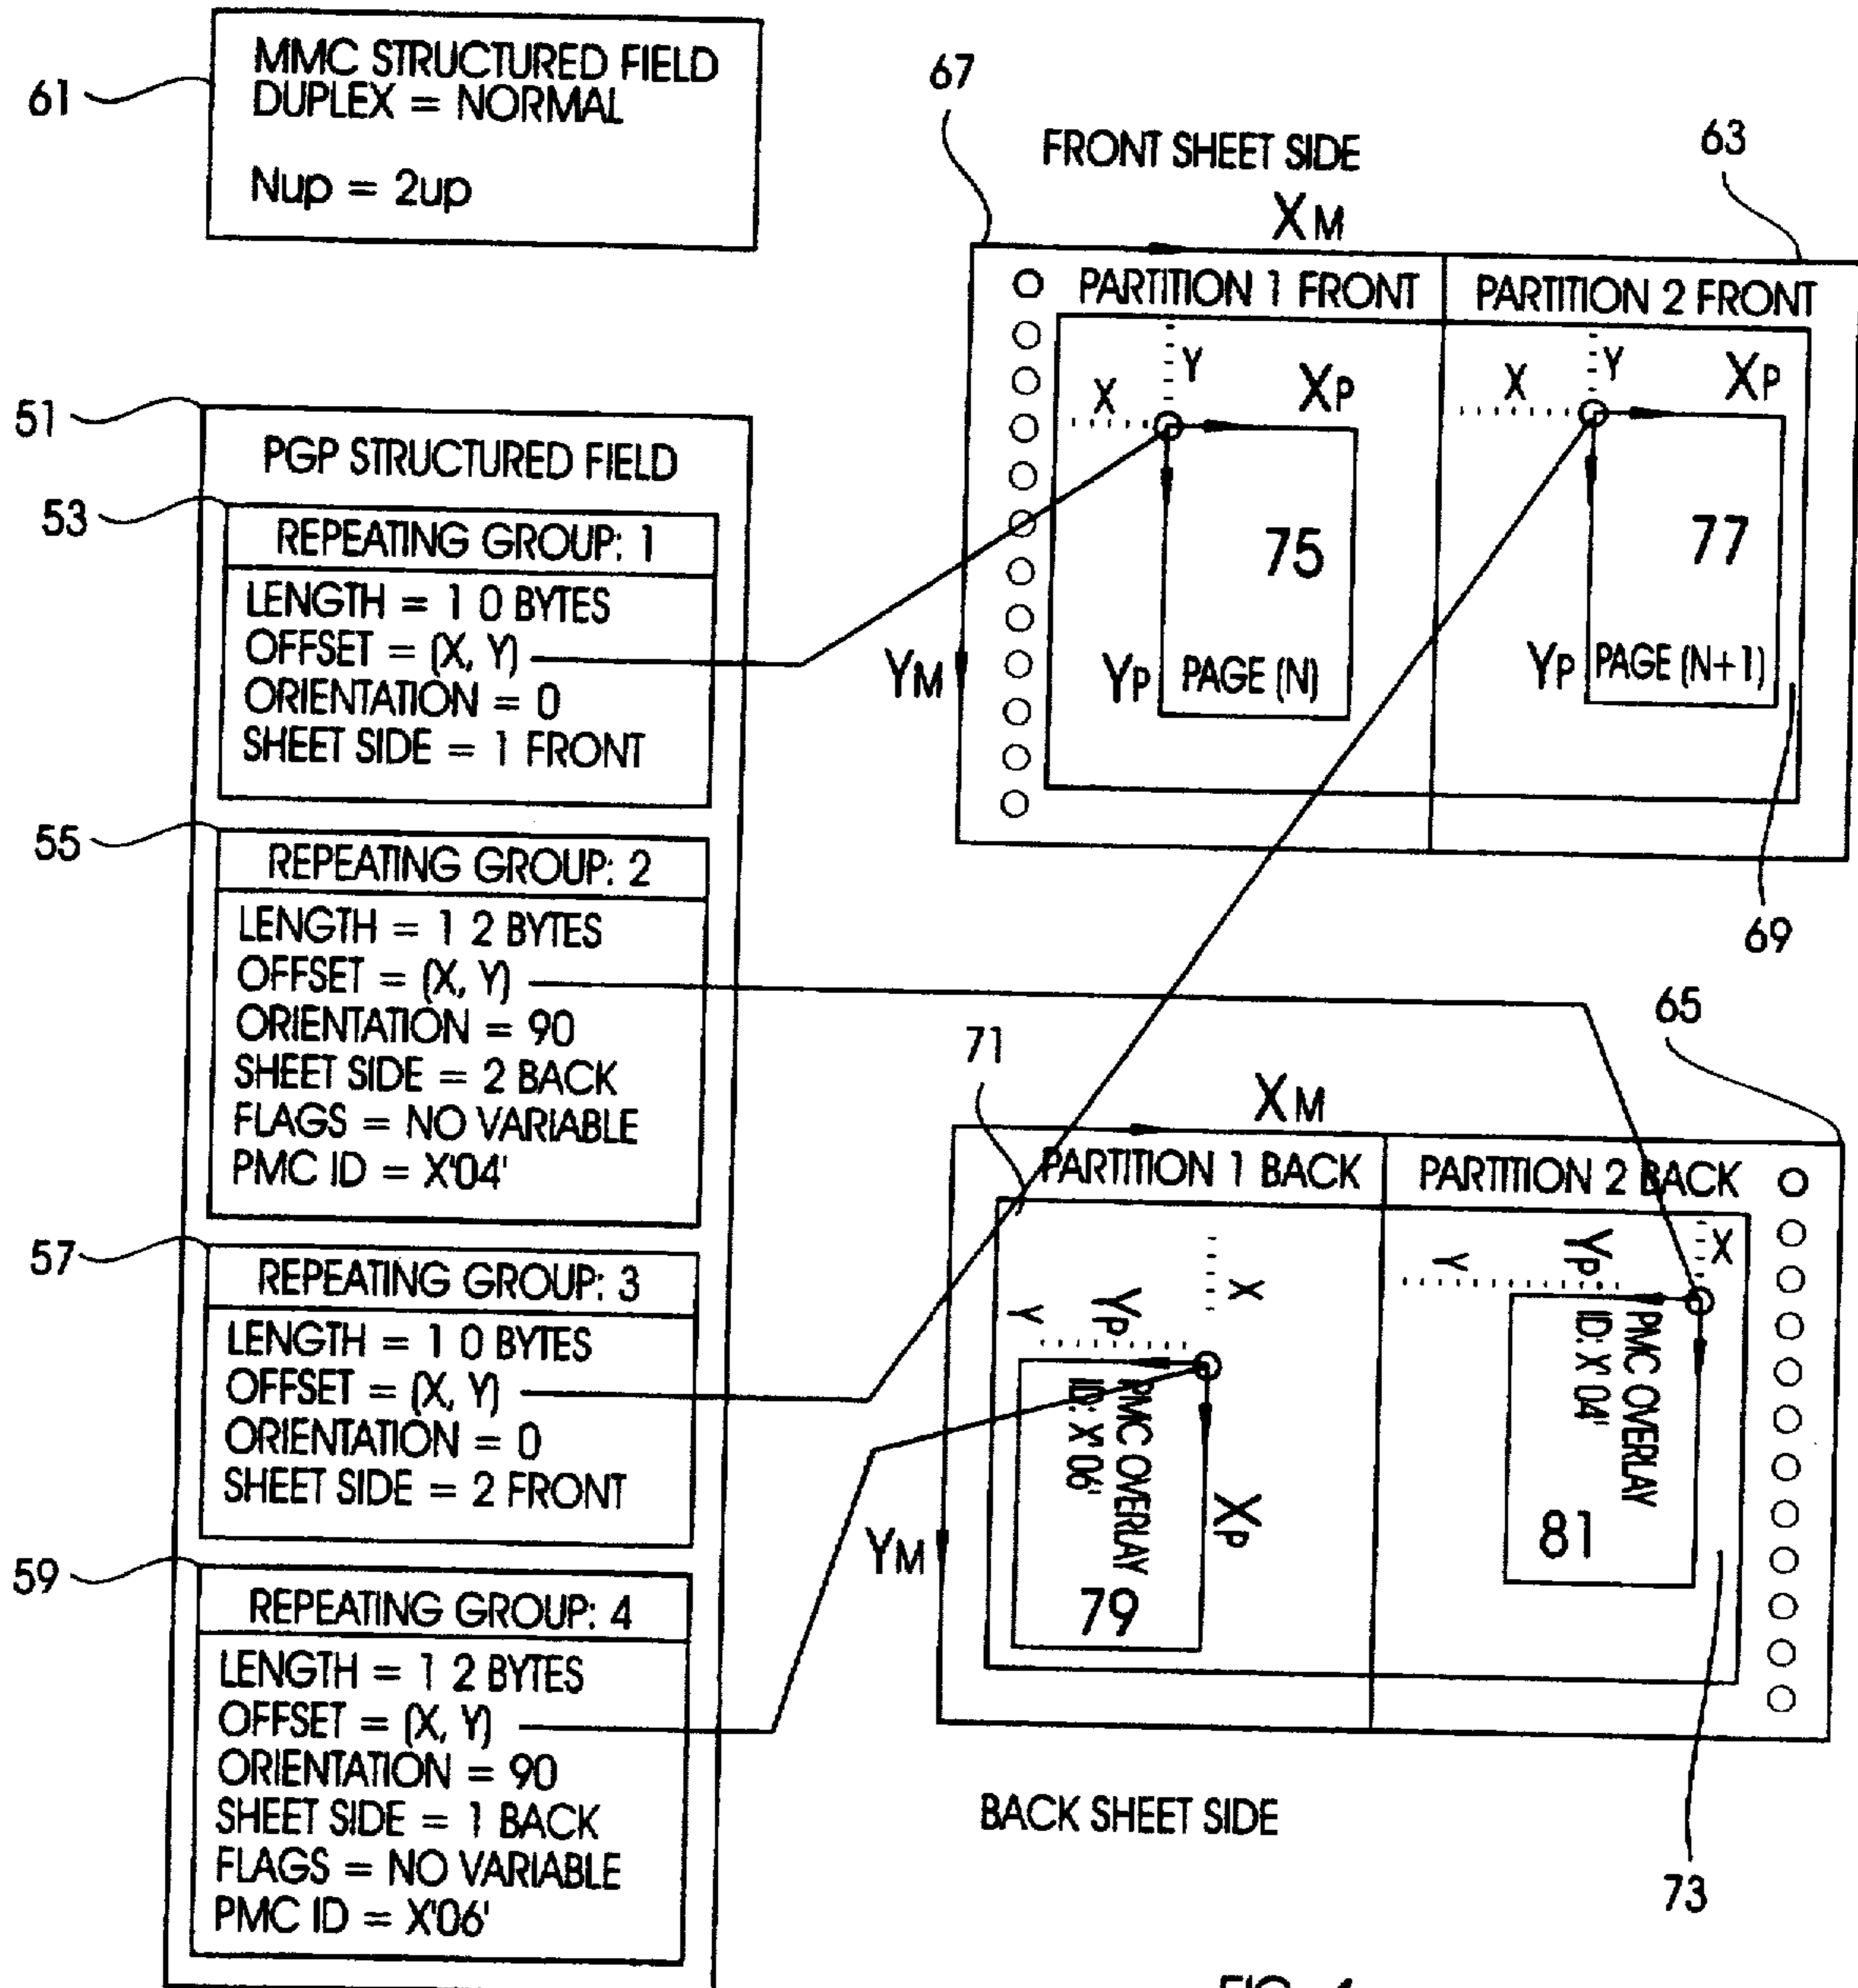 61
MMC STRUCTURED FIELD
DUPLEX = NORMAL
Nup = 2up
51
PGP STRUCTURED FIELD
53
REPEATING GROUP: 1
LENGTH = 1 0 BYTES
OFFSET = (X, Y)
ORIENTATION = 0
SHEET SIDE = 1 FRONT
55
REPEATING GROUP: 2
LENGTH = 1 2 BYTES
OFFSET = (X, Y)
ORIENTATION = 90
SHEET SIDE = 2 BACK
FLAGS = NO VARIABLE
PMC ID = X'04'
57
REPEATING GROUP: 3
LENGTH = 1 0 BYTES
OFFSET = (X, Y)
ORIENTATION = 0
SHEET SIDE = 2 FRONT
59
REPEATING GROUP: 4
LENGTH = 1 2 BYTES
OFFSET = (X, Y)
ORIENTATION = 90
SHEET SIDE = 1 BACK
FLAGS = NO VARIABLE
PMC ID = X'06'
67
FRONT SHEET SIDE
63
XM
PARTITION 1 FRONT
PARTITION 2 FRONT
X
Y
XP
X
Y
XP
75
77
YM
YP
PAGE (N)
YP
PAGE (N+1)
69
71
65
XM
PARTITION 1 BACK
PARTITION 2 BACK
X
Y
YP
Y
YP
X
PMC OVERLAY
ID: X'06'
PMC OVERLAY
ID: X'04'
XP
YM
79
81
BACK SHEET SIDE
73